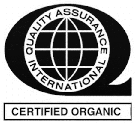 QUALITY ASSURANCE
INTERNATIONAL
CERTIFIED ORGANIC